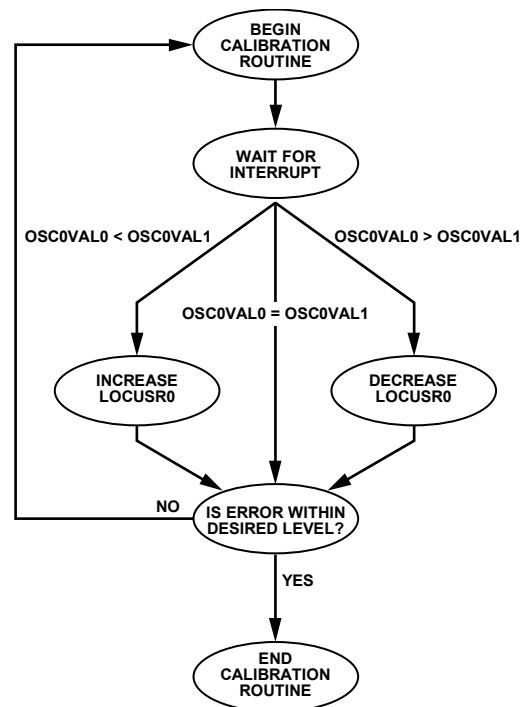 BEGIN
CALIBRATION
ROUTINE
WAIT FOR
INTERRUPT
OSC0VAL0 < OSC0VAL1
OSC0VAL0 > OSC0VAL1
OSC0VAL0 = OSC0VAL1
INCREASE
LOCUSR0
DECREASE
LOCUSR0
NO
IS ERROR WITHIN
DESIRED LEVEL?
YES
END
CALIBRATION
ROUTINE